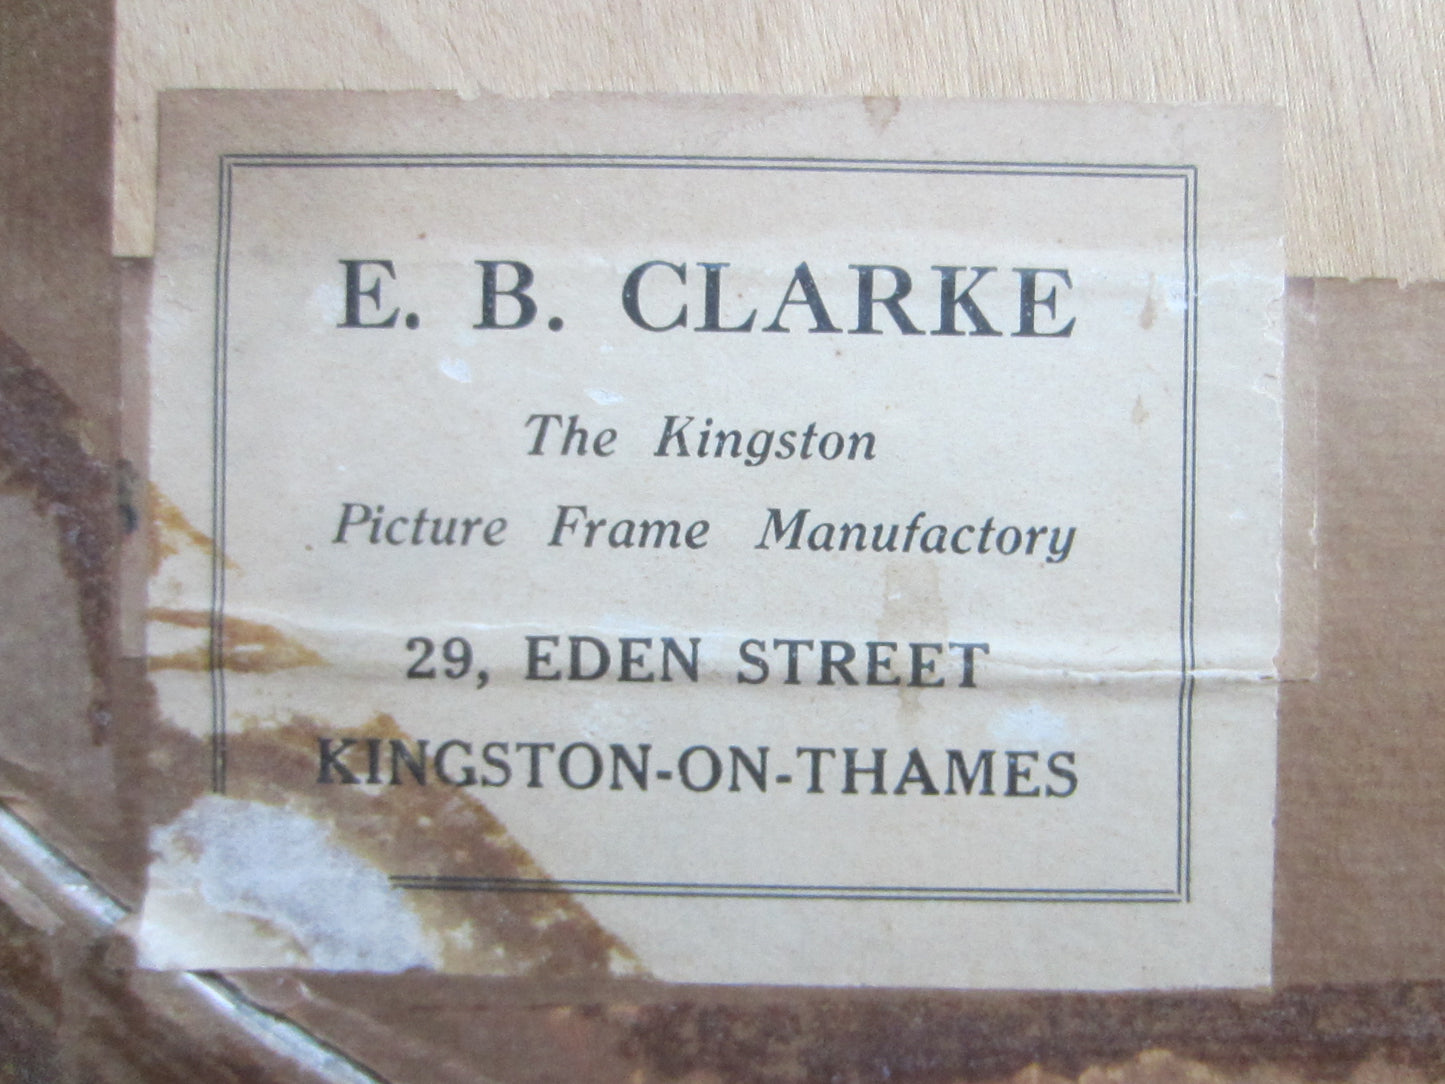 E. B. CLARKE
The Kingston
Picture Frame Manufactory
29, EDEN STREET
KINGSTON-ON-THAMES